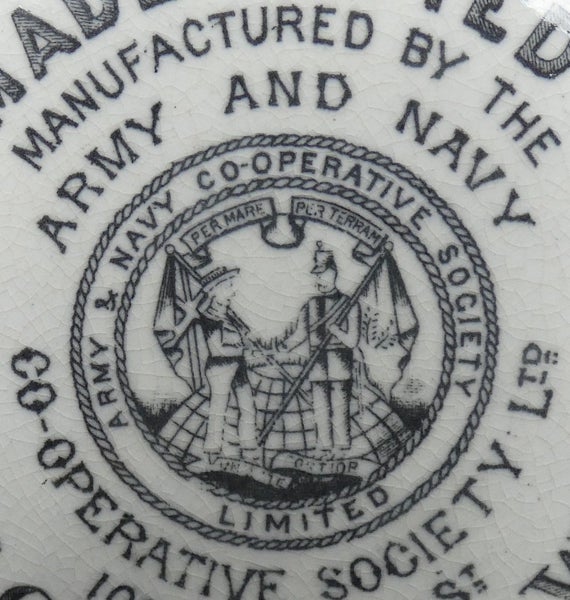 MADE
MANUFACTURED BY THE
ARMY AND NAVY
CO-OPERATIVE SOCIETY LTD
ARMY & NAVY CO-OPERATIVE SOCIETY
LIMITED
PER MARE PER TERRAM